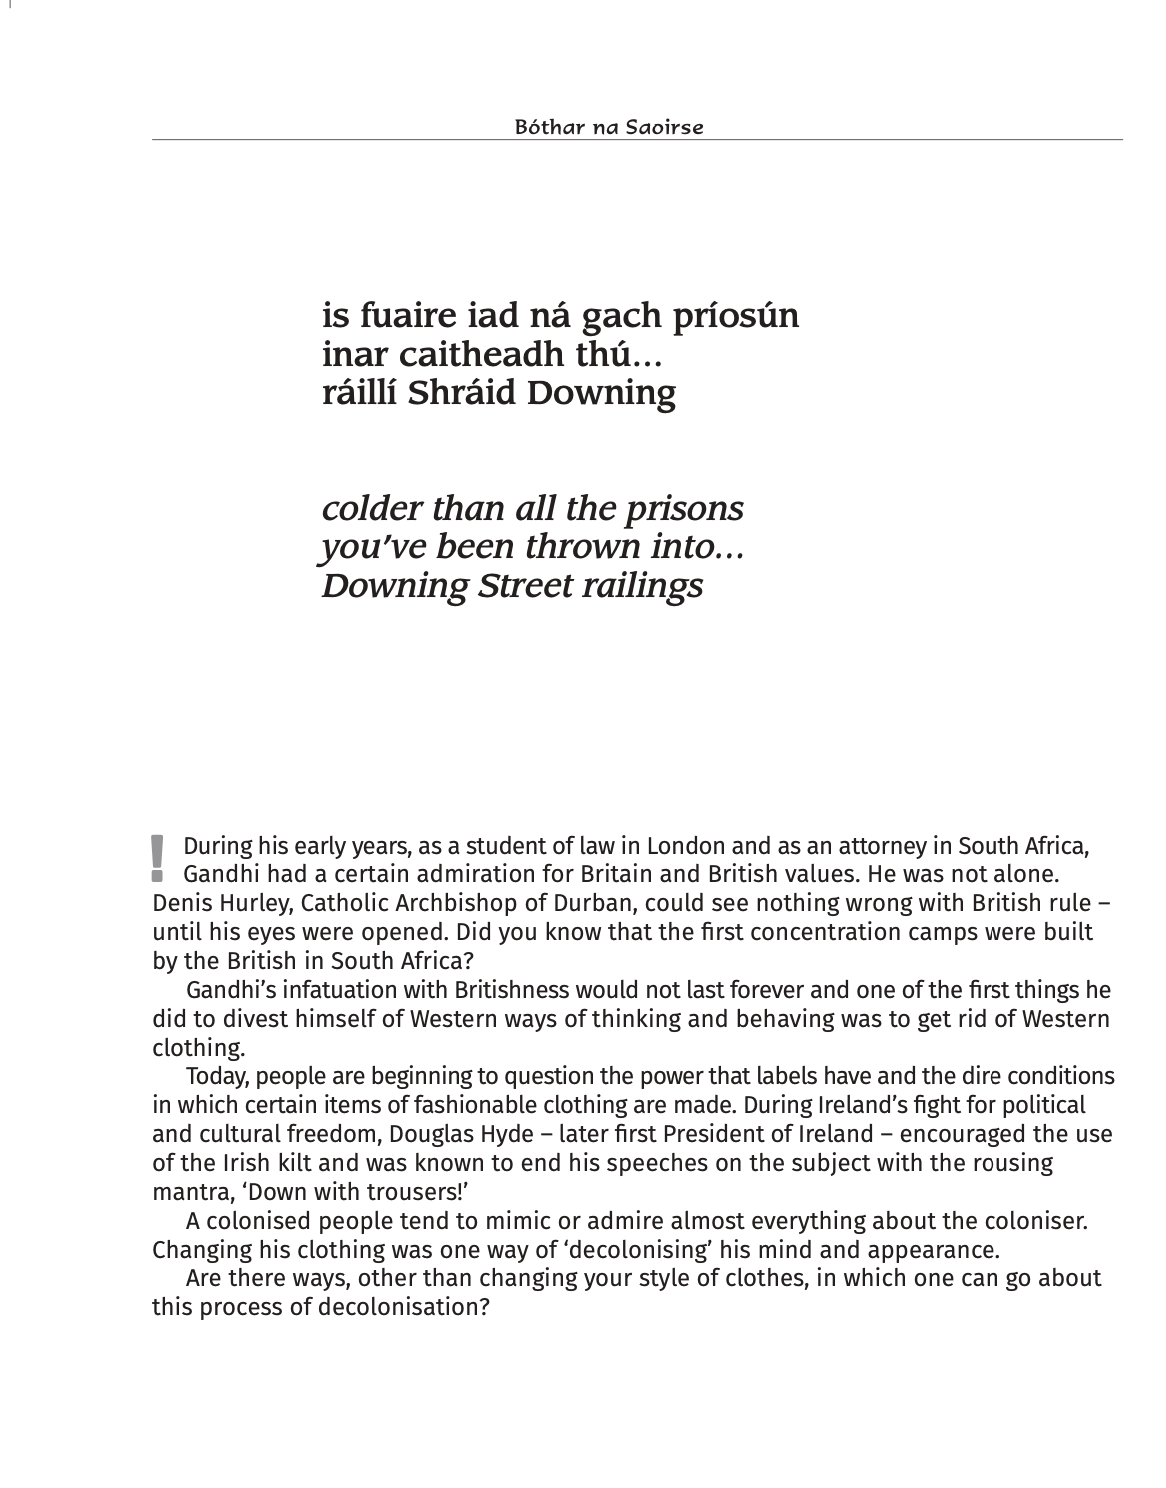 Bóthar na Saoirse
is fuaire iad ná gach príosún
inar caitheadh thú…
ráillí Shráid Downing
colder than all the prisons
you’ve been thrown into…
Downing Street railings
! During his early years, as a student of law in London and as an attorney in South Africa,
Gandhi had a certain admiration for Britain and British values. He was not alone.
Denis Hurley, Catholic Archbishop of Durban, could see nothing wrong with British rule –
until his eyes were opened. Did you know that the first concentration camps were built
by the British in South Africa?
Gandhi’s infatuation with Britishness would not last forever and one of the first things he
did to divest himself of Western ways of thinking and behaving was to get rid of Western
clothing.
Today, people are beginning to question the power that labels have and the dire conditions
in which certain items of fashionable clothing are made. During Ireland’s fight for political
and cultural freedom, Douglas Hyde – later first President of Ireland – encouraged the use
of the Irish kilt and was known to end his speeches on the subject with the rousing
mantra, ‘Down with trousers!’
A colonised people tend to mimic or admire almost everything about the coloniser.
Changing his clothing was one way of ‘decolonising’ his mind and appearance.
Are there ways, other than changing your style of clothes, in which one can go about
this process of decolonisation?